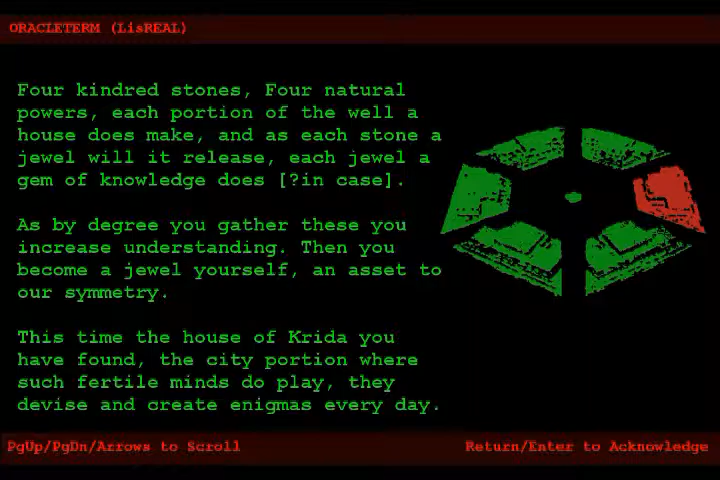 ORACLETERM (LisREAL)
Four kindred stones, Four natural
powers, each portion of the well a
house does make, and as each stone a
jewel will it release, each jewel a
gem of knowledge does [?in case].
As by degree you gather these you
increase understanding. Then you
become a jewel yourself, an asset to
our symmetry.
This time the house of Krida you
have found, the city portion where
such fertile minds do play, they
devise and create enigmas every day.
PgUp/PgDn/Arrows to Scroll
Return/Enter to Acknowledge